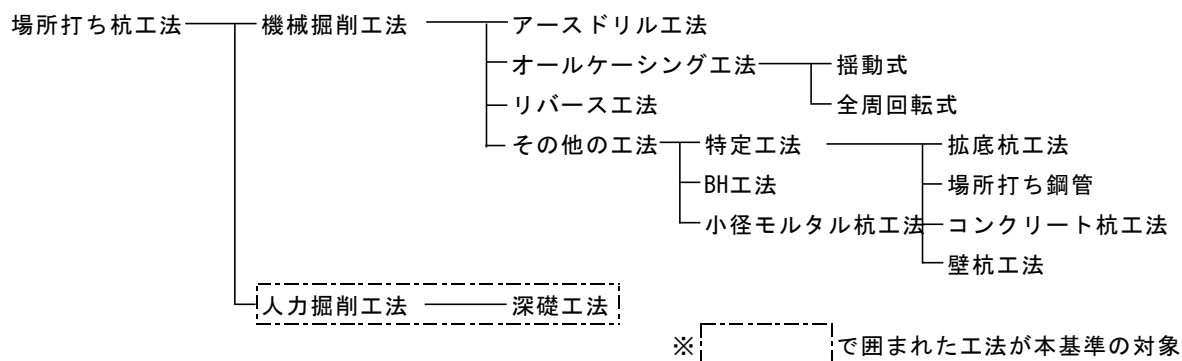 場所打ち杭工法 機械掘削工法 アースドリル工法
オールケーシング工法 揺動式
リバース工法 全周回転式
その他の工法 特定工法 拡底杭工法
BH工法 場所打ち鋼管
小径モルタル杭工法 コンクリート杭工法
壁杭工法
人力掘削工法 深礎工法
※ で囲まれた工法が本基準の対象